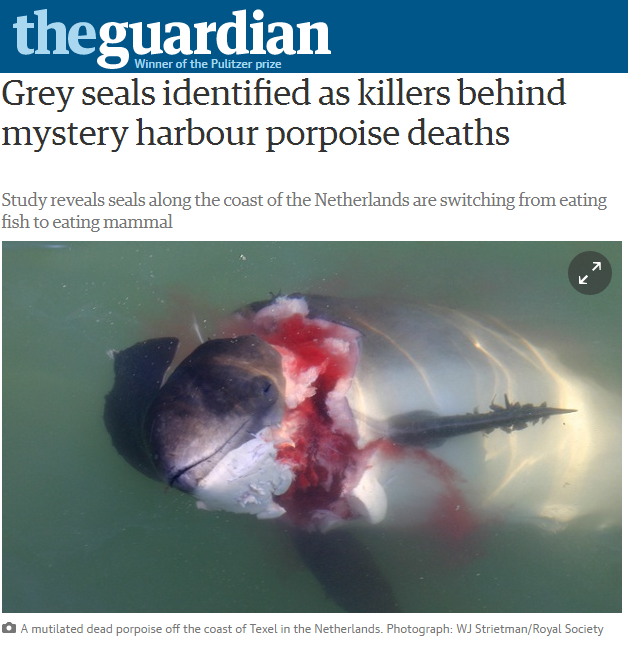 theguardian
Winner of the Pulitzer prize
Grey seals identified as killers behind
mystery harbour porpoise deaths
Study reveals seals along the coast of the Netherlands are switching from eating
fish to eating mammal
A mutilated dead porpoise off the coast of Texel in the Netherlands. Photograph: WJ Strietman/Royal Society